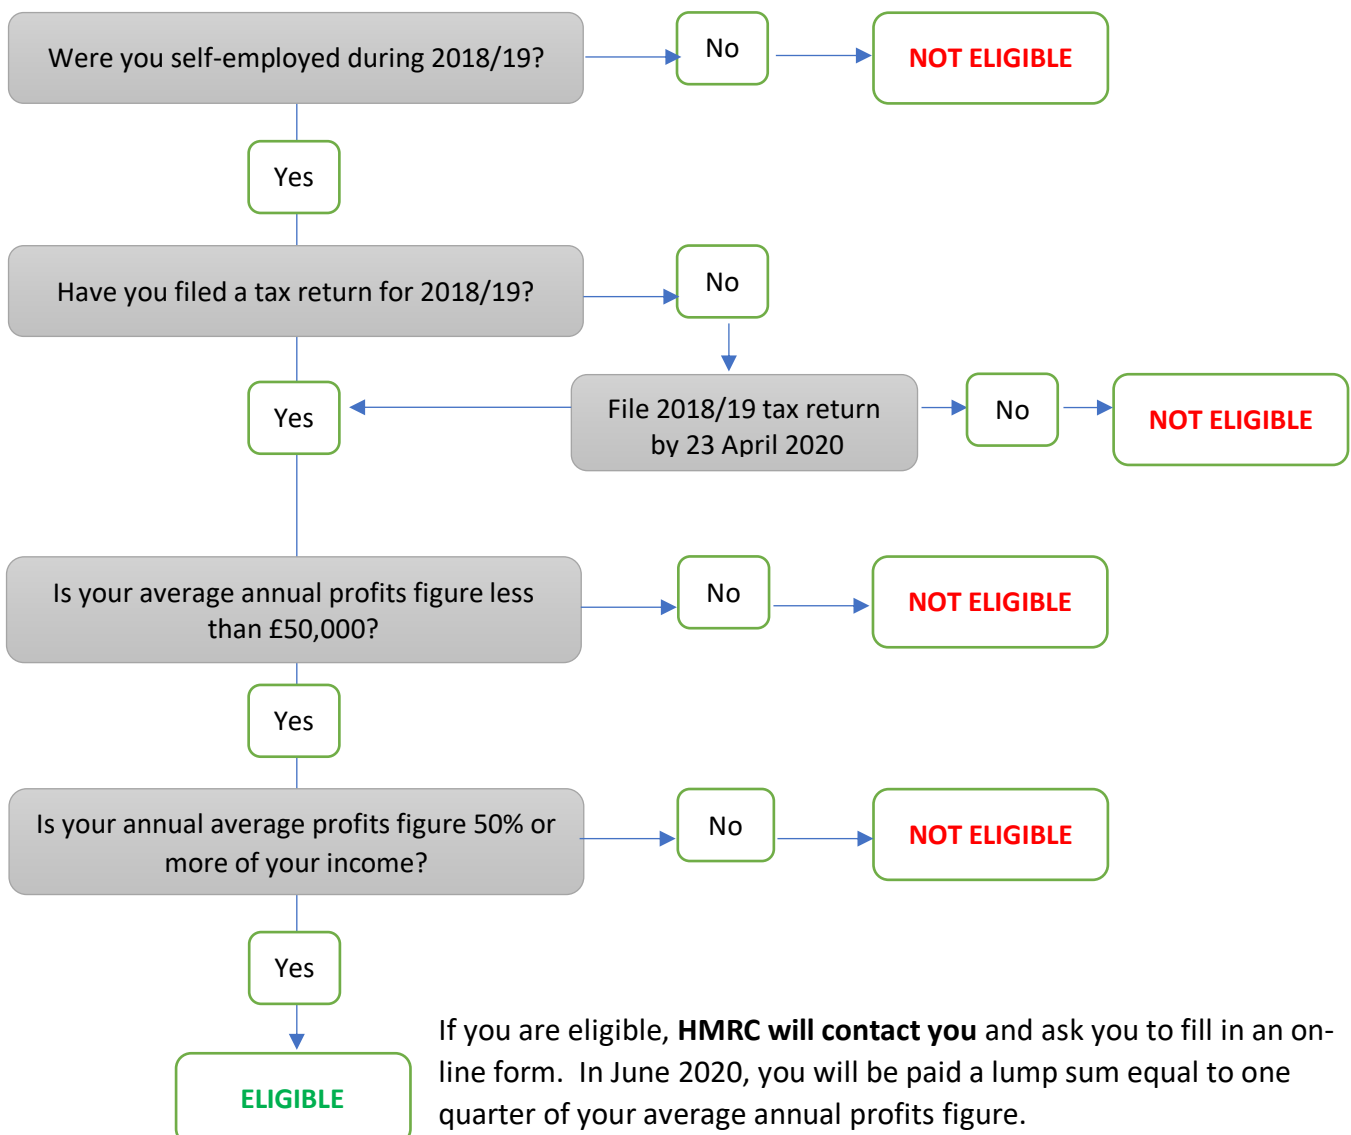 Were you self-employed during 2018/19?
No
NOT ELIGIBLE
Yes
Have you filed a tax return for 2018/19?
No
Yes
File 2018/19 tax return
by 23 April 2020
No
NOT ELIGIBLE
Is your average annual profits figure less
than £50,000?
No
NOT ELIGIBLE
Yes
Is your annual average profits figure 50% or
more of your income?
No
NOT ELIGIBLE
Yes
ELIGIBLE
If you are eligible, HMRC will contact you and ask you to fill in an on-
line form.  In June 2020, you will be paid a lump sum equal to one
quarter of your average annual profits figure.